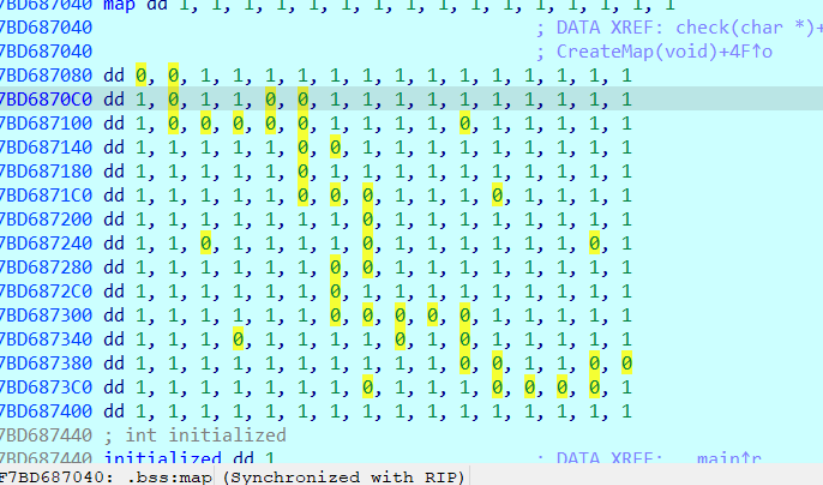 7BD687040 map dd 1, 1, 1, 1, 1, 1, 1, 1, 1, 1, 1, 1, 1, 1, 1, 1
7BD687040 ; DATA XREF: check(char *)+
7BD687040 ; CreateMap(void)+4F↑o
7BD687080 dd 0, 0, 1, 1, 1, 1, 1, 1, 1, 1, 1, 1, 1, 1, 1, 1
7BD6870C0 dd 1, 0, 1, 1, 0, 0, 1, 1, 1, 1, 1, 1, 1, 1, 1, 1
7BD687100 dd 1, 0, 0, 0, 0, 0, 1, 1, 1, 1, 0, 1, 1, 1, 1, 1
7BD687140 dd 1, 1, 1, 1, 1, 0, 0, 1, 1, 1, 1, 1, 1, 1, 1, 1
7BD687180 dd 1, 1, 1, 1, 1, 0, 1, 1, 1, 1, 1, 1, 1, 1, 1, 1
7BD6871C0 dd 1, 1, 1, 1, 1, 0, 0, 0, 1, 1, 1, 0, 1, 1, 1, 1
7BD687200 dd 1, 1, 1, 1, 1, 1, 1, 0, 1, 1, 1, 1, 1, 1, 1, 1
7BD687240 dd 1, 1, 0, 1, 1, 1, 1, 0, 1, 1, 1, 1, 1, 1, 0, 1
7BD687280 dd 1, 1, 1, 1, 1, 1, 0, 0, 1, 1, 1, 1, 1, 1, 1, 1
7BD6872C0 dd 1, 1, 1, 1, 1, 1, 0, 1, 1, 1, 1, 1, 1, 1, 1, 1
7BD687300 dd 1, 1, 1, 1, 1, 1, 0, 0, 0, 0, 0, 1, 1, 1, 1, 1
7BD687340 dd 1, 1, 1, 0, 1, 1, 1, 1, 0, 1, 0, 1, 1, 1, 1, 1
7BD687380 dd 1, 1, 1, 1, 1, 1, 1, 1, 1, 1, 0, 0, 1, 1, 0, 0
7BD6873C0 dd 1, 1, 1, 1, 1, 1, 1, 0, 1, 1, 1, 0, 0, 0, 0, 1
7BD687400 dd 1, 1, 1, 1, 1, 1, 1, 1, 1, 1, 1, 1, 1, 1, 1, 1
7BD687440 ; int initialized
7BD687440 initialized dd 1 ; DATA XREF: __main↑r
F7BD687040: .bss:map (Synchronized with RIP)